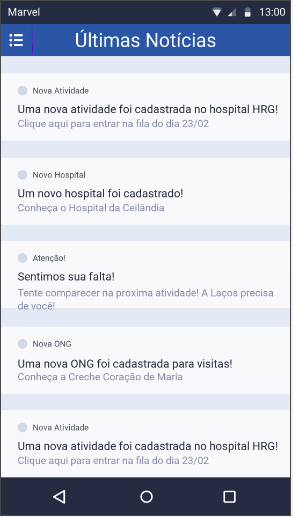 Marvel 13:00
Últimas Notícias
Nova Atividade
Uma nova atividade foi cadastrada no hospital HRG!
Clique aqui para entrar na fila do dia 23/02
Novo Hospital
Um novo hospital foi cadastrado!
Conheça o Hospital da Ceilândia
Atenção!
Sentimos sua falta!
Tente comparecer na proxima atividade! A Laços precisa
de você!
Nova ONG
Uma nova ONG foi cadastrada para visitas!
Conheça a Creche Coração de Maria
Nova Atividade
Uma nova atividade foi cadastrada no hospital HRG!
Clique aqui para entrar na fila do dia 23/02